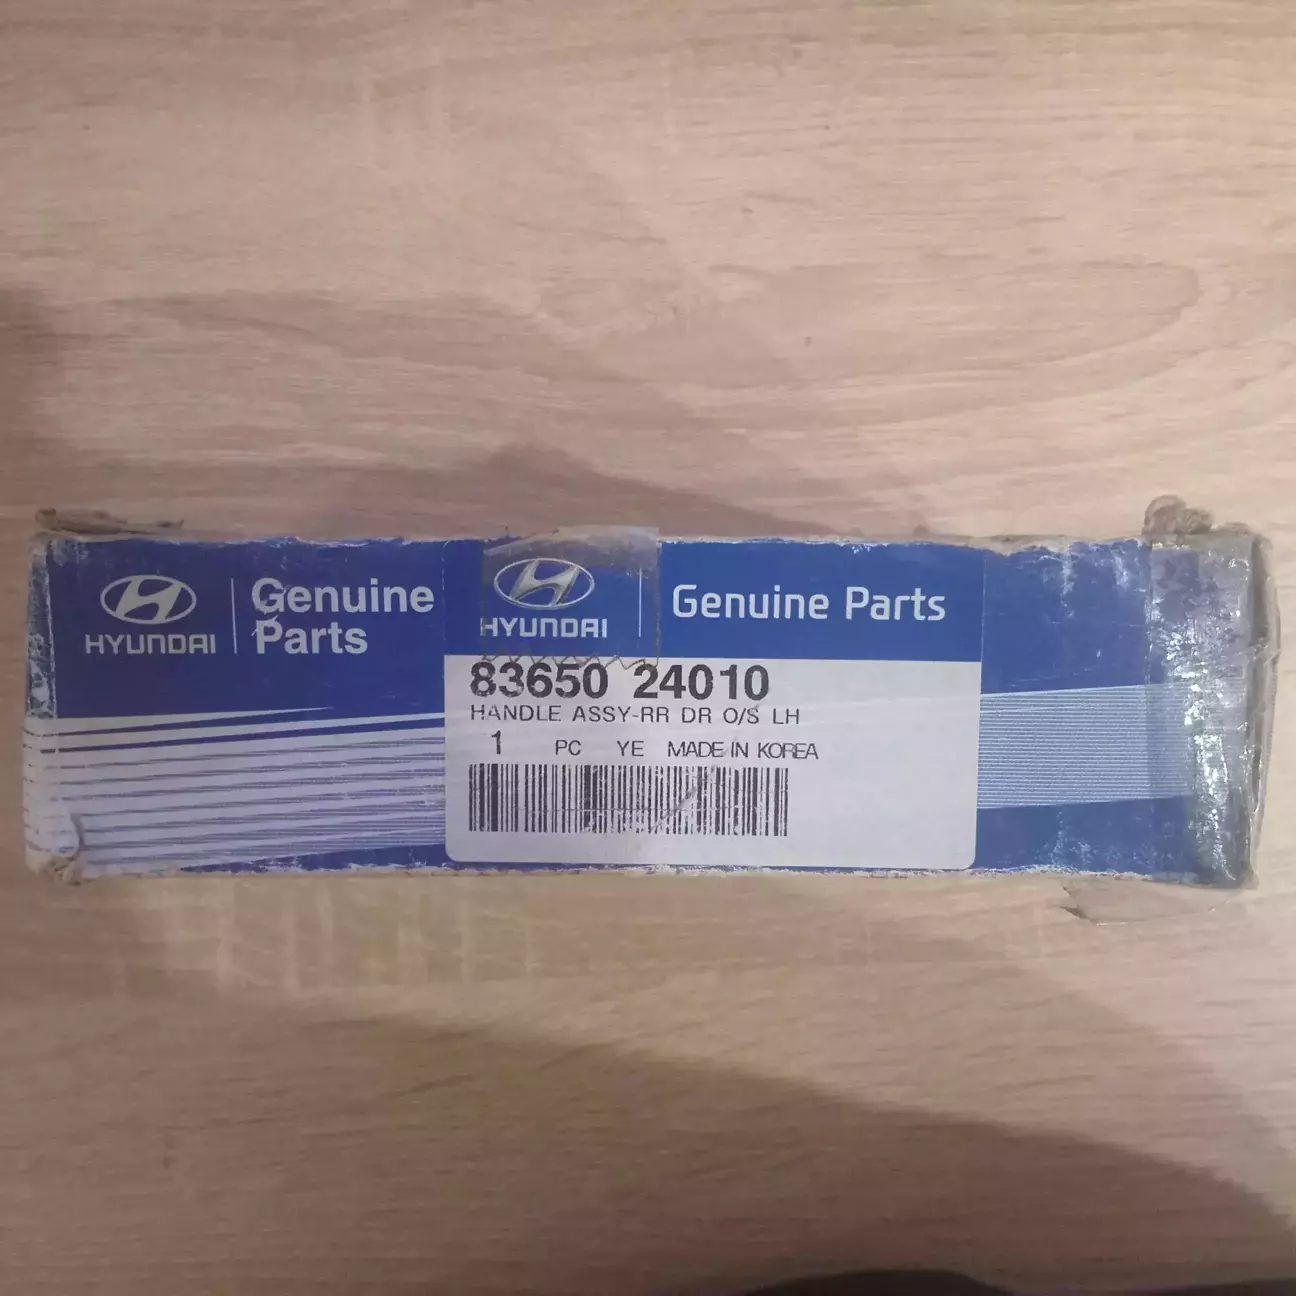 HYUNDAI
Genuine
Parts
HYUNDAI
Genuine Parts
83650 24010
HANDLE ASSY-RR DR O/S LH
1 PC YE MADE IN KOREA